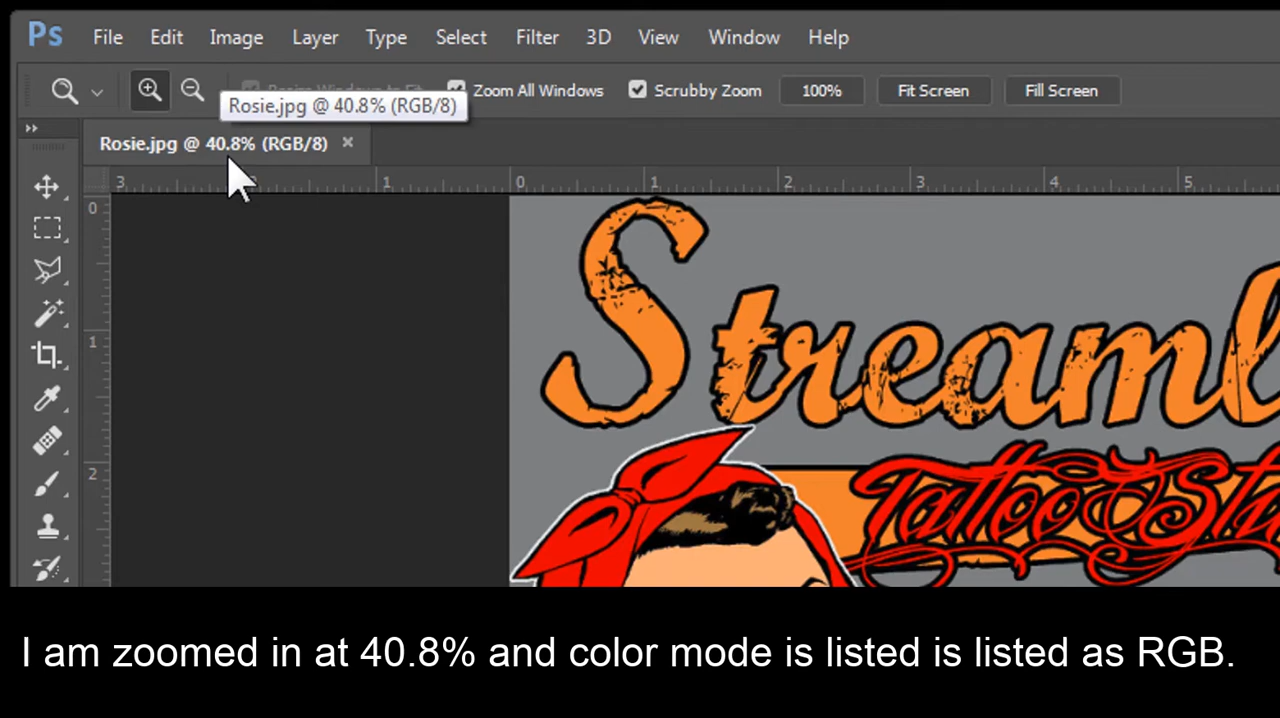 Ps File Edit Image Layer Type Select Filter 3D View Window Help
Zoom All Windows Scrubby Zoom 100% Fit Screen Fill Screen
Rosie.jpg @ 40.8% (RGB/8)
Rosie.jpg @ 40.8% (RGB/8) ×
3 1 0 1 2 3 4 5
0
1
2
Streaml
Tattoo
I am zoomed in at 40.8% and color mode is listed is listed as RGB.